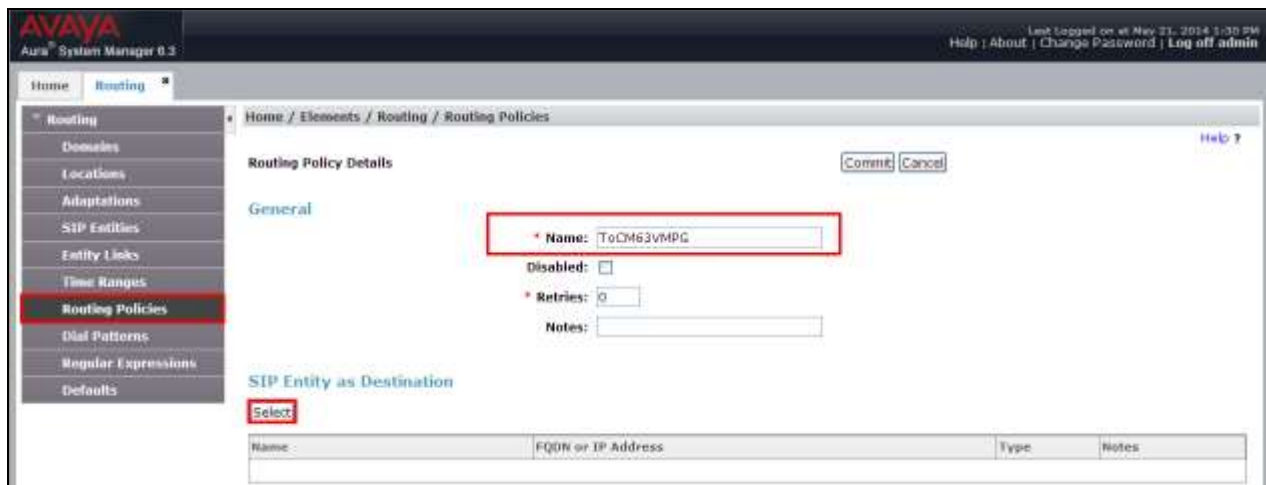 AVAYA
Aura® System Manager 6.3
Last Logged on at May 21, 2014 1:30 PM
Help | About | Change Password | Log off admin
Home
Routing
Routing
Domains
Locations
Adaptations
SIP Entities
Entity Links
Time Ranges
Routing Policies
Dial Patterns
Regular Expressions
Defaults
Home / Elements / Routing / Routing Policies
Help ?
Routing Policy Details
Commit Cancel
General
* Name: ToCM63VMPG
Disabled:
* Retries: 0
Notes:
SIP Entity as Destination
Select
Name FQDN or IP Address Type Notes